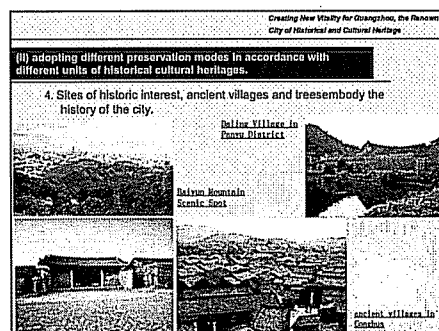 Creating New Vitality for Guangzhou, the Renown
City of Historical and Cultural Heritage
(II) adopting different preservation modes in accordance with
different units of historical cultural heritages.
4. Sites of historic interest, ancient villages and treesembody the
history of the city.
Daling Village in
Panyu District
Baiyun Mountain
Scenic Spot
ancient villages in
Conghua